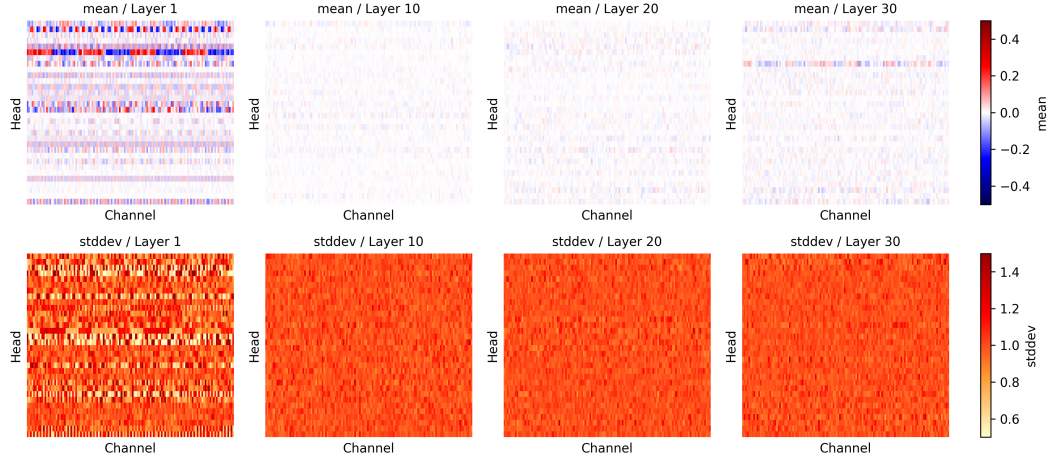 mean / Layer 1
mean / Layer 10
mean / Layer 20
mean / Layer 30
Head
Head
Head
Head
Channel
Channel
Channel
Channel
0.4
0.2
0.0
−0.2
−0.4
mean
stddev / Layer 1
stddev / Layer 10
stddev / Layer 20
stddev / Layer 30
Head
Head
Head
Head
Channel
Channel
Channel
Channel
1.4
1.2
1.0
0.8
0.6
stddev